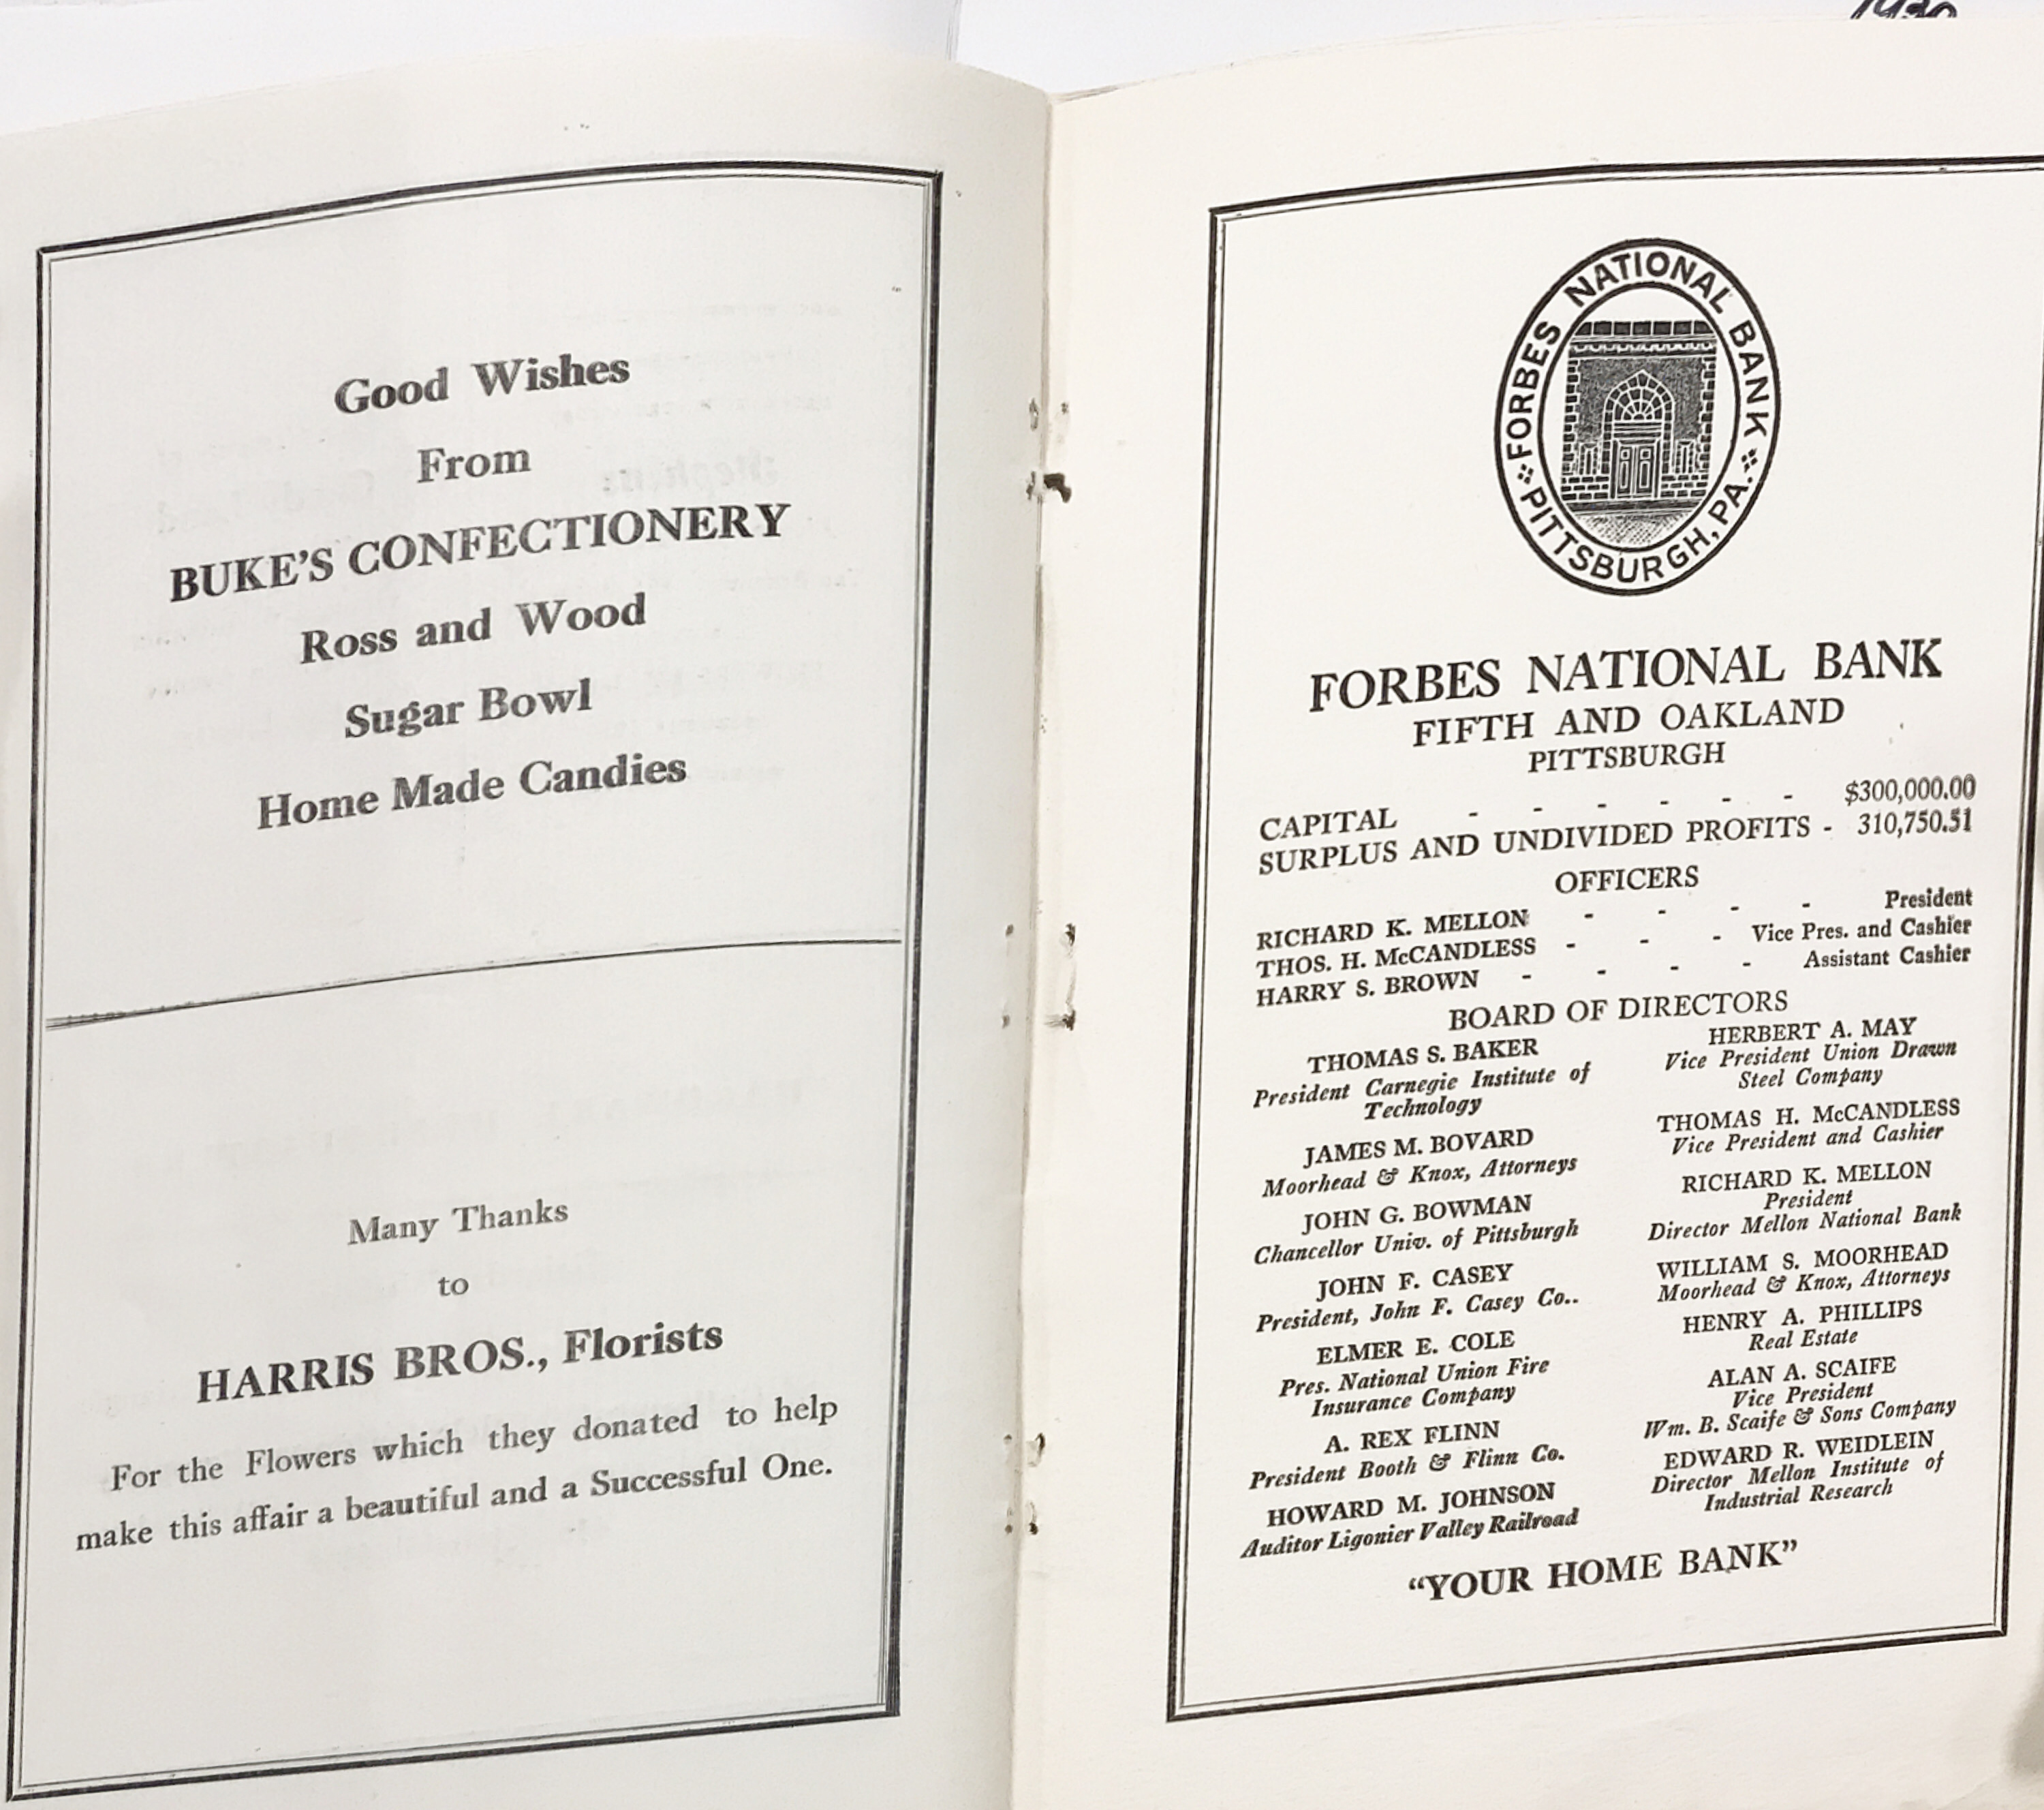 1930
Good Wishes
From
BUKE'S CONFECTIONERY
Ross and Wood
Sugar Bowl
Home Made Candies
Many Thanks
to
HARRIS BROS., Florists
For the Flowers which they donated to help
make this affair a beautiful and a Successful One.
FORBES NATIONAL BANK
PITTSBURGH, PA.
FORBES NATIONAL BANK
FIFTH AND OAKLAND
PITTSBURGH
CAPITAL - - - - - - $300,000.00
SURPLUS AND UNDIVIDED PROFITS - 310,750.51
OFFICERS
RICHARD K. MELLON - - - - President
THOS. H. McCANDLESS - - - Vice Pres. and Cashier
HARRY S. BROWN - - - - Assistant Cashier
BOARD OF DIRECTORS
THOMAS S. BAKER
President Carnegie Institute of
Technology
JAMES M. BOVARD
Moorhead & Knox, Attorneys
JOHN G. BOWMAN
Chancellor Univ. of Pittsburgh
JOHN F. CASEY
President, John F. Casey Co..
ELMER E. COLE
Pres. National Union Fire
Insurance Company
A. REX FLINN
President Booth & Flinn Co.
HOWARD M. JOHNSON
Auditor Ligonier Valley Railroad
HERBERT A. MAY
Vice President Union Drawn
Steel Company
THOMAS H. McCANDLESS
Vice President and Cashier
RICHARD K. MELLON
President
Director Mellon National Bank
WILLIAM S. MOORHEAD
Moorhead & Knox, Attorneys
HENRY A. PHILLIPS
Real Estate
ALAN A. SCAIFE
Vice President
Wm. B. Scaife & Sons Company
EDWARD R. WEIDLEIN
Director Mellon Institute of
Industrial Research
"YOUR HOME BANK"